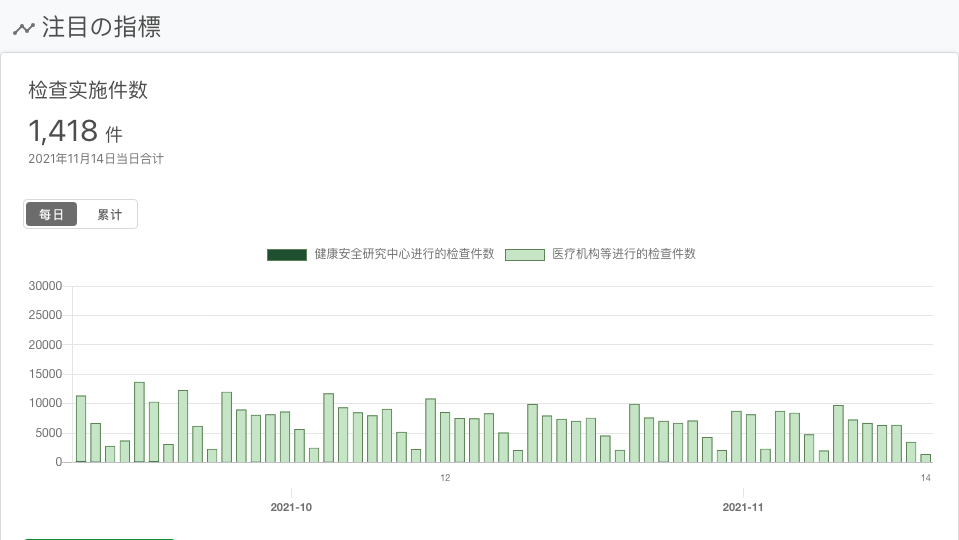 注目の指標
检查实施件数
1,418 件
2021年11月14日当日合计
每日 累计
健康安全研究中心进行的检查件数 医疗机构等进行的检查件数
30000
25000
20000
15000
10000
5000
0
12 14
2021-10 2021-11